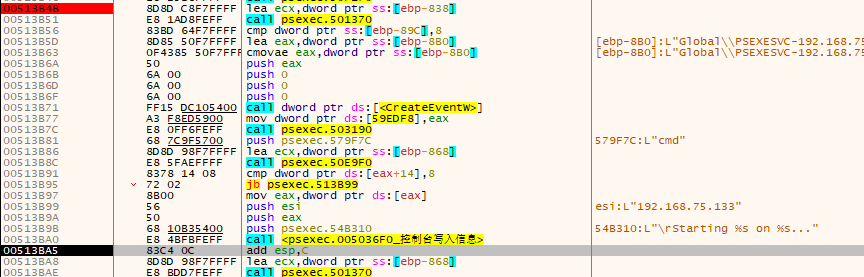 00513B4B 8D8D C8F7FFFF lea ecx,dword ptr ss:[ebp-838]
00513B51 E8 1AD8FEFF call psexec.501370
00513B56 83BD 64F7FFFF cmp dword ptr ss:[ebp-89C],8
00513B5D 8D85 50F7FFFF lea eax,dword ptr ss:[ebp-8B0] [ebp-8B0]:L"Global\\PSEXESVC-192.168.75
00513B63 0F4385 50F7FFFF cmovae eax,dword ptr ss:[ebp-8B0] [ebp-8B0]:L"Global\\PSEXESVC-192.168.75
00513B6A 50 push eax
00513B6B 6A 00 push 0
00513B6D 6A 00 push 0
00513B6F 6A 00 push 0
00513B71 FF15 DC105400 call dword ptr ds:[<CreateEventW>]
00513B77 A3 F8ED5900 mov dword ptr ds:[59EDF8],eax
00513B7C E8 0FF6FEFF call psexec.503190
00513B81 68 7C9F5700 push psexec.579F7C 579F7C:L"cmd"
00513B86 8D8D 98F7FFFF lea ecx,dword ptr ss:[ebp-868]
00513B8C E8 5FAEFFFF call psexec.50E9F0
00513B91 8378 14 08 cmp dword ptr ds:[eax+14],8
00513B95 72 02 jb psexec.513B99
00513B97 8B00 mov eax,dword ptr ds:[eax]
00513B99 56 push esi esi:L"192.168.75.133"
00513B9A 50 push eax
00513B9B 68 10B35400 push psexec.54B310 54B310:L"\rStarting %s on %s..."
00513BA0 E8 4BFBFEFF call <psexec.005036F0_控制台写入信息>
00513BA5 83C4 0C add esp,C
00513BA8 8D8D 98F7FFFF lea ecx,dword ptr ss:[ebp-868]
00513BAE E8 BDD7FEFF call psexec.501370